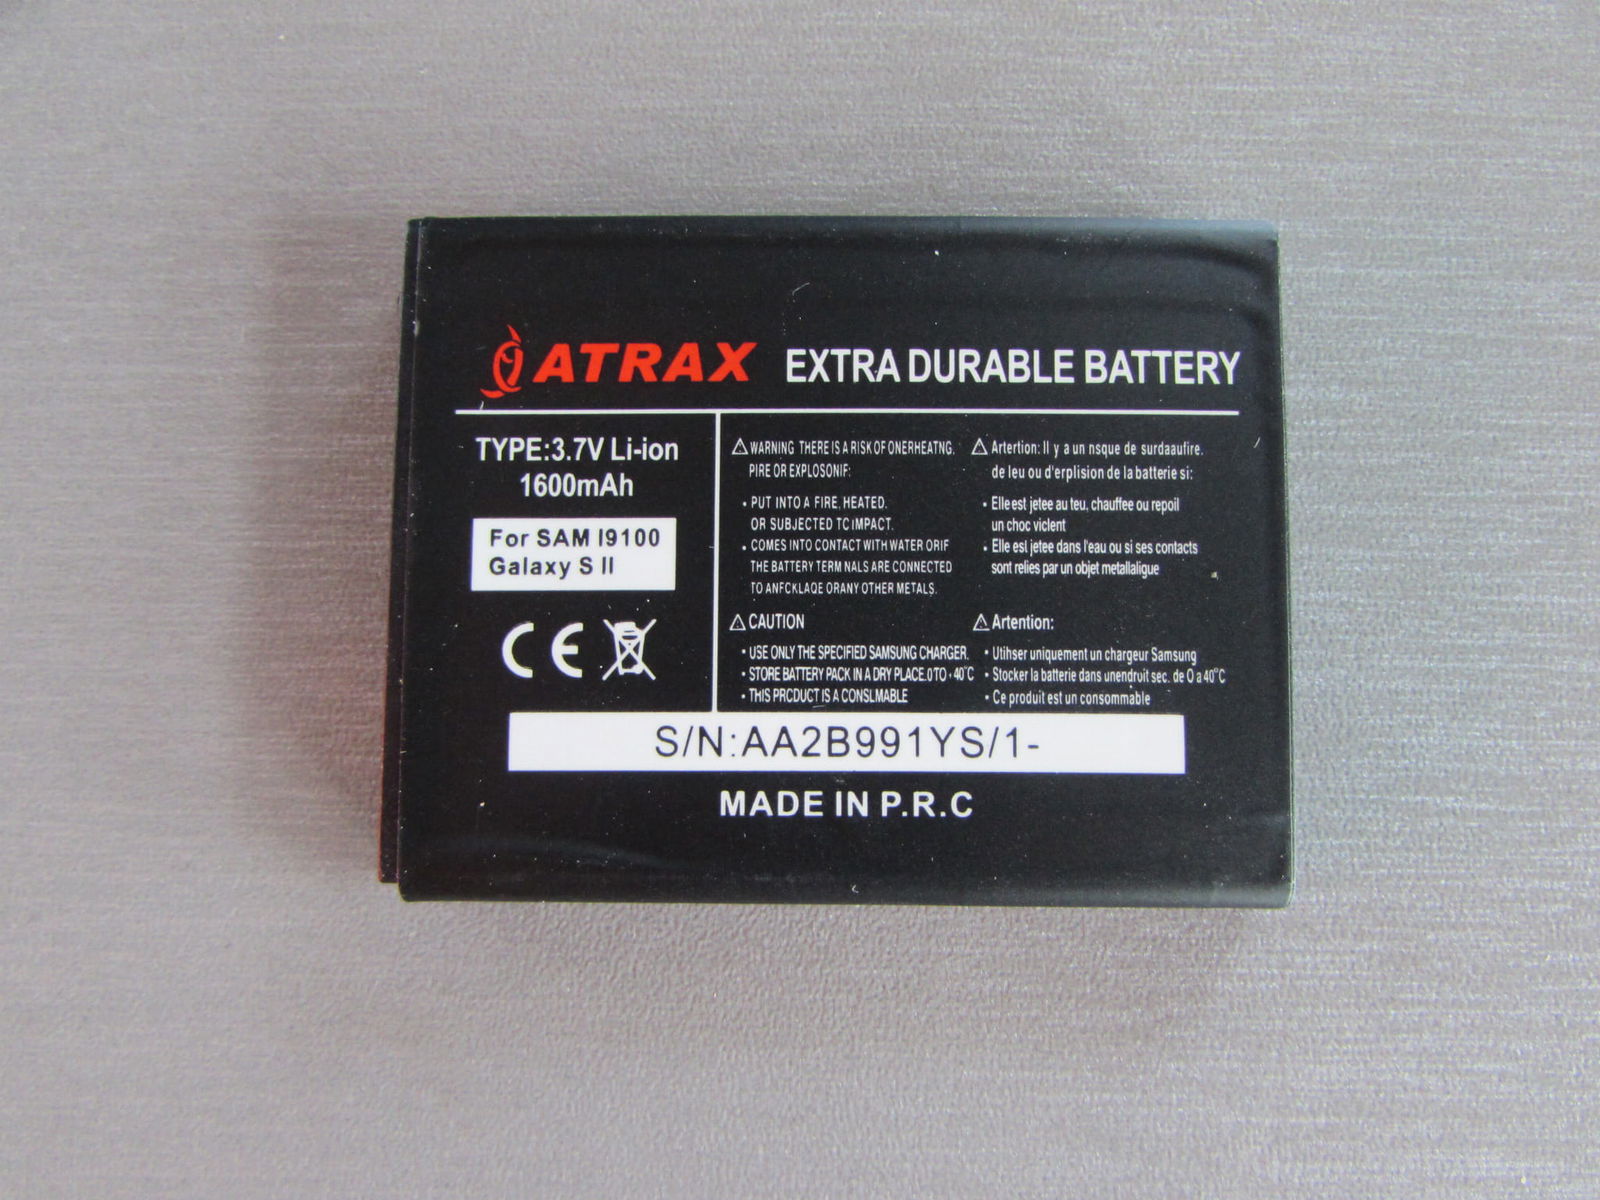 ATRAX EXTRA DURABLE BATTERY
TYPE:3.7V Li-ion
1600mAh
For SAM I9100
Galaxy S II
CE
WARNING THERE IS A RISK OF ONERHEATNG.
PIRE OR EXPLOSONIF:
• PUT INTO A FIRE, HEATED.
OR SUBJECTED TC IMPACT.
• COMES INTO CONTACT WITH WATER ORIF
THE BATTERY TERM NALS ARE CONNECTED
TO ANFCKLAQE ORANY OTHER METALS.
CAUTION
• USE ONLY THE SPECIFIED SAMSUNG CHARGER.
• STORE BATTERY PACK IN A DRY PLACE.0TO +40°C
• THIS PRCDUCT IS A CONSLMABLE
Artertion: Il y a un nsque de surdaaufire.
de leu ou d'erplision de la batterie si:
• Elle est jetee au teu, chauffee ou repoil
un choc viclent
• Elle est jetee dans l'eau ou si ses contacts
sont relies par un objet metallaligue
Artention:
• Utihser uniquement un chargeur Samsung
• Stocker la batterie dans unendruit sec. de O a 40°C
• Ce produit est un consommable
S/N:AA2B991YS/1-
MADE IN P.R.C